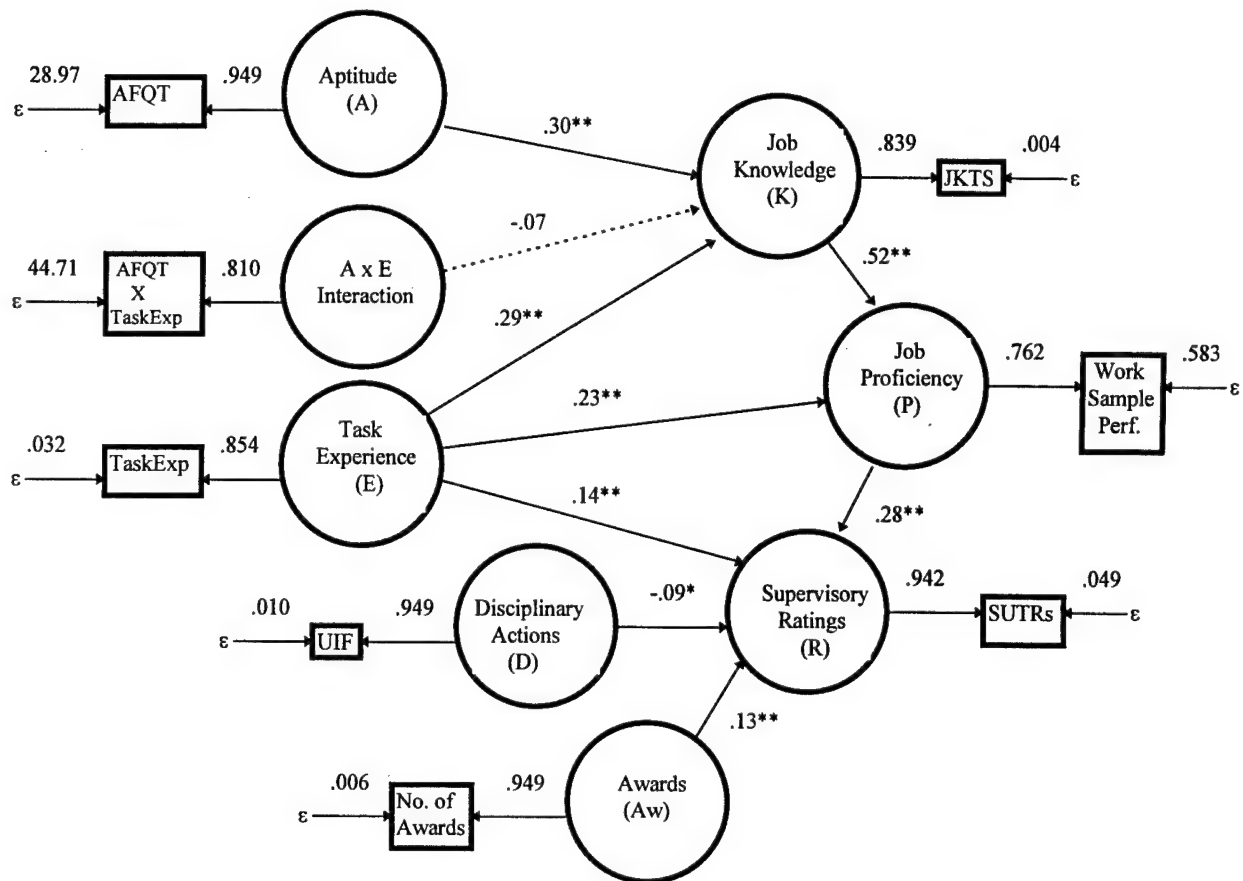 28.97
ε
AFQT
.949
Aptitude
(A)
.30**
Job
Knowledge
(K)
.839
JKTS
.004
ε
44.71
ε
AFQT
X
TaskExp
.810
A x E
Interaction
-.07
.29**
.52**
Job
Proficiency
(P)
.762
Work
Sample
Perf.
.583
ε
.032
ε
TaskExp
.854
Task
Experience
(E)
.23**
.14**
.28**
.010
ε
UIF
.949
Disciplinary
Actions
(D)
-.09*
Supervisory
Ratings
(R)
.942
SUTRs
.049
ε
.13**
.006
ε
No. of
Awards
.949
Awards
(Aw)